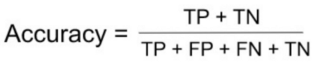 Accuracy = TP + TN
TP + FP + FN + TN